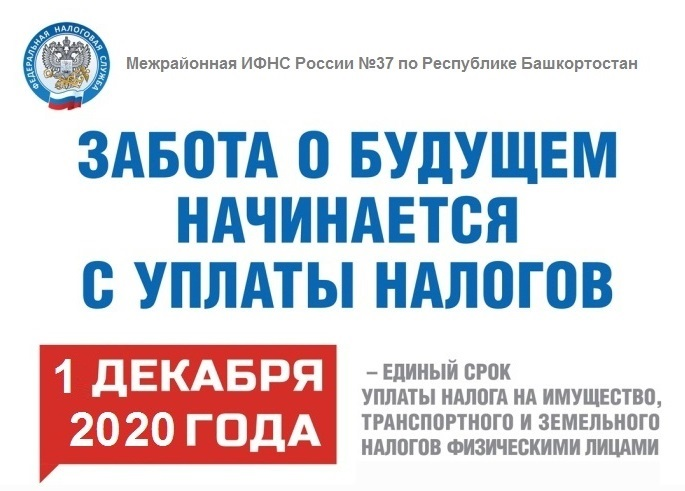 ФЕДЕРАЛЬНАЯ НАЛОГОВАЯ СЛУЖБА
Межрайонная ИФНС России №37 по Республике Башкортостан
ЗАБОТА О БУДУЩЕМ
НАЧИНАЕТСЯ
С УПЛАТЫ НАЛОГОВ
1 ДЕКАБРЯ
2020 ГОДА
– ЕДИНЫЙ СРОК
УПЛАТЫ НАЛОГА НА ИМУЩЕСТВО,
ТРАНСПОРТНОГО И ЗЕМЕЛЬНОГО
НАЛОГОВ ФИЗИЧЕСКИМИ ЛИЦАМИ